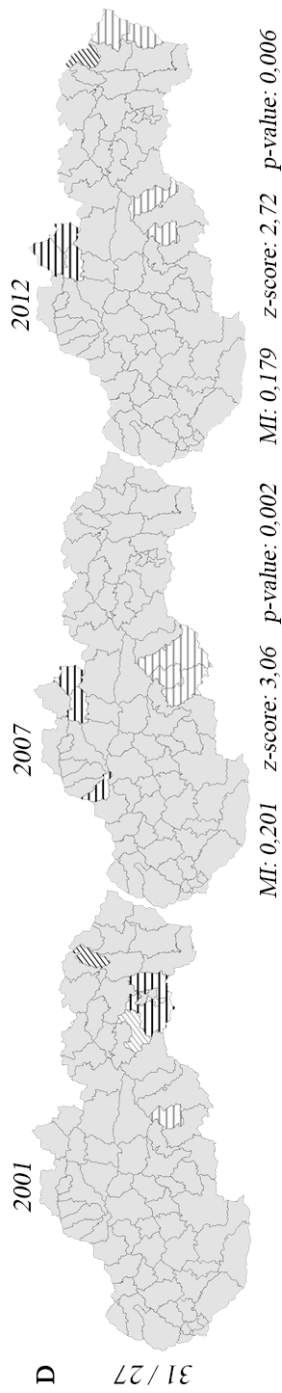 D
31 / 27
2001
2007
2012
MI: 0,201 z-score: 3,06 p-value: 0,002
MI: 0,179 z-score: 2,72 p-value: 0,006